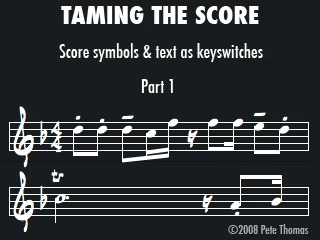 TAMING THE SCORE
Score symbols & text as keyswitches
Part 1
©2008 Pete Thomas